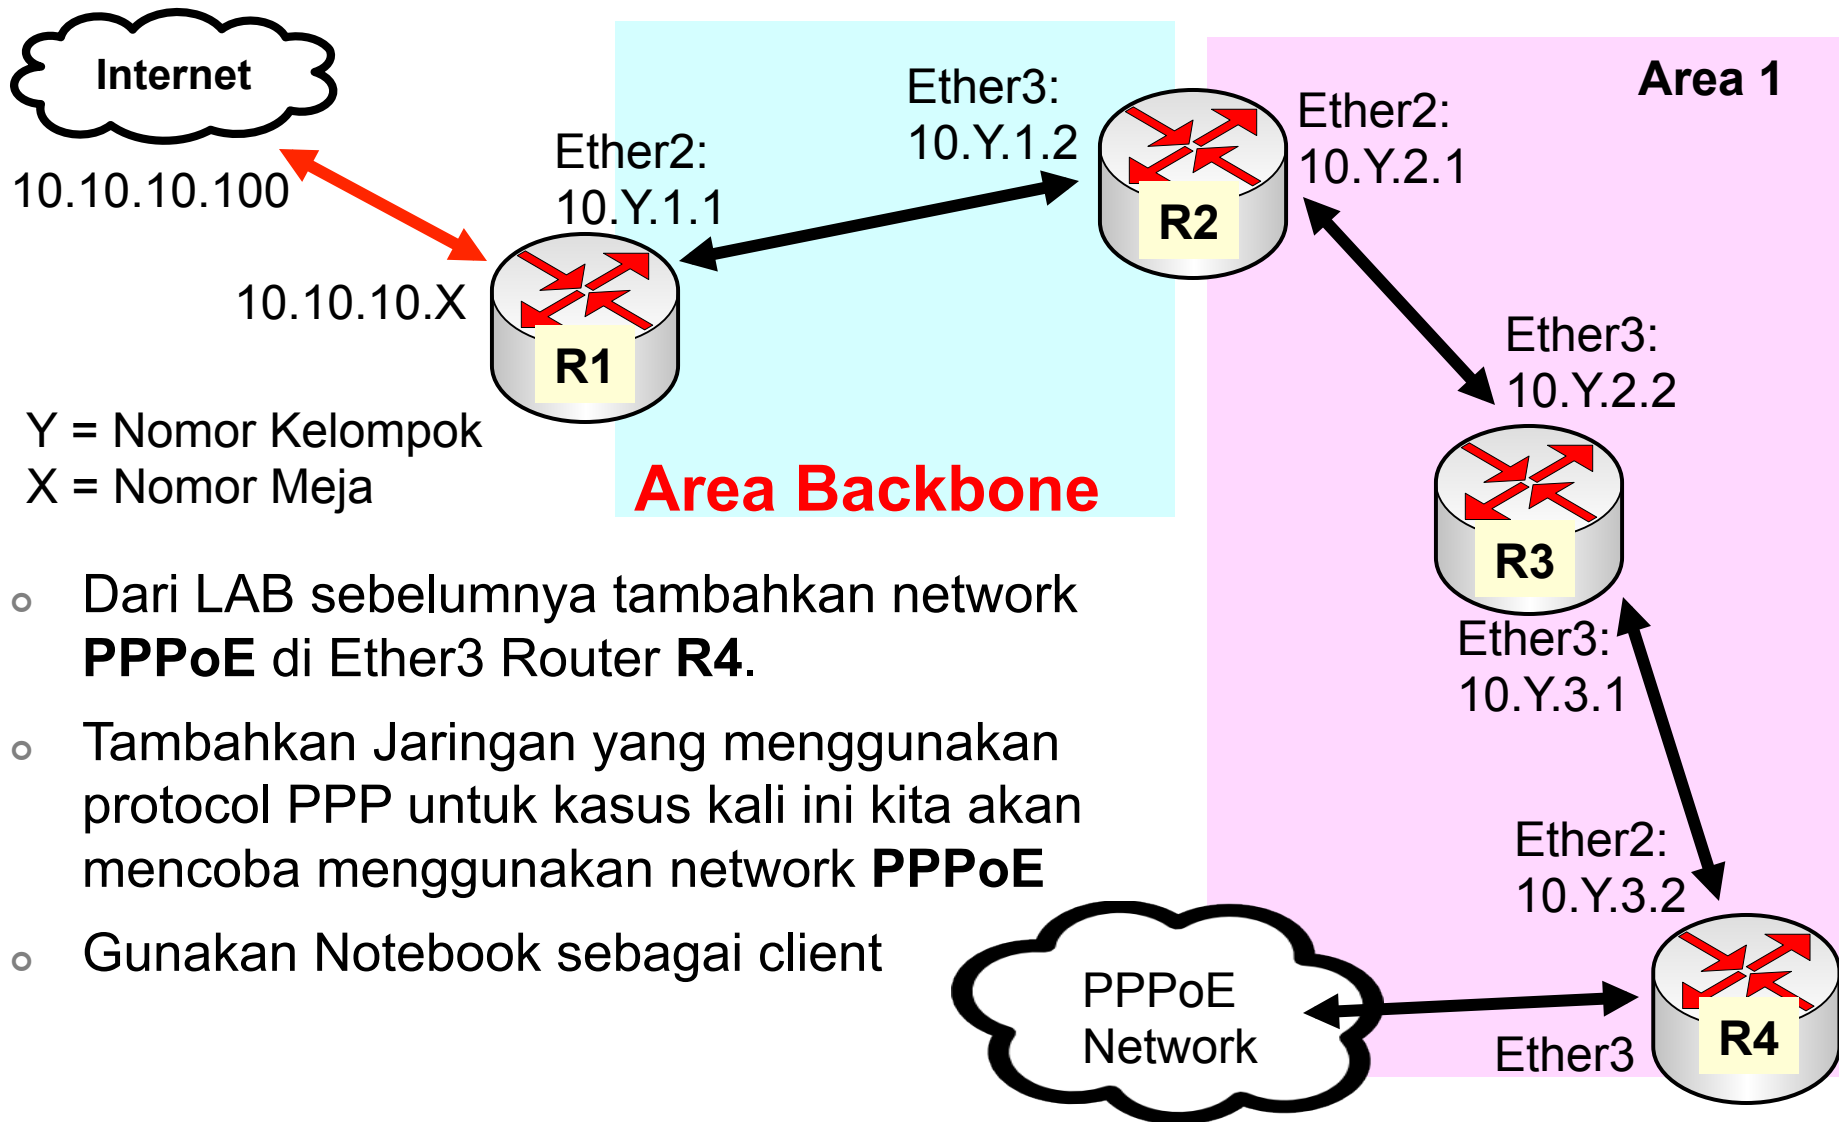 Internet
10.10.10.100
10.10.10.X
Ether2:
10.Y.1.1
R1
Ether3:
10.Y.1.2
R2
Area 1
Ether2:
10.Y.2.1
Ether3:
10.Y.2.2
R3
Ether3:
10.Y.3.1
Ether2:
10.Y.3.2
R4
Ether3
PPPoE
Network
Y = Nomor Kelompok
X = Nomor Meja
Area Backbone
Dari LAB sebelumnya tambahkan network
PPPoE di Ether3 Router R4.
Tambahkan Jaringan yang menggunakan
protocol PPP untuk kasus kali ini kita akan
mencoba menggunakan network PPPoE
Gunakan Notebook sebagai client